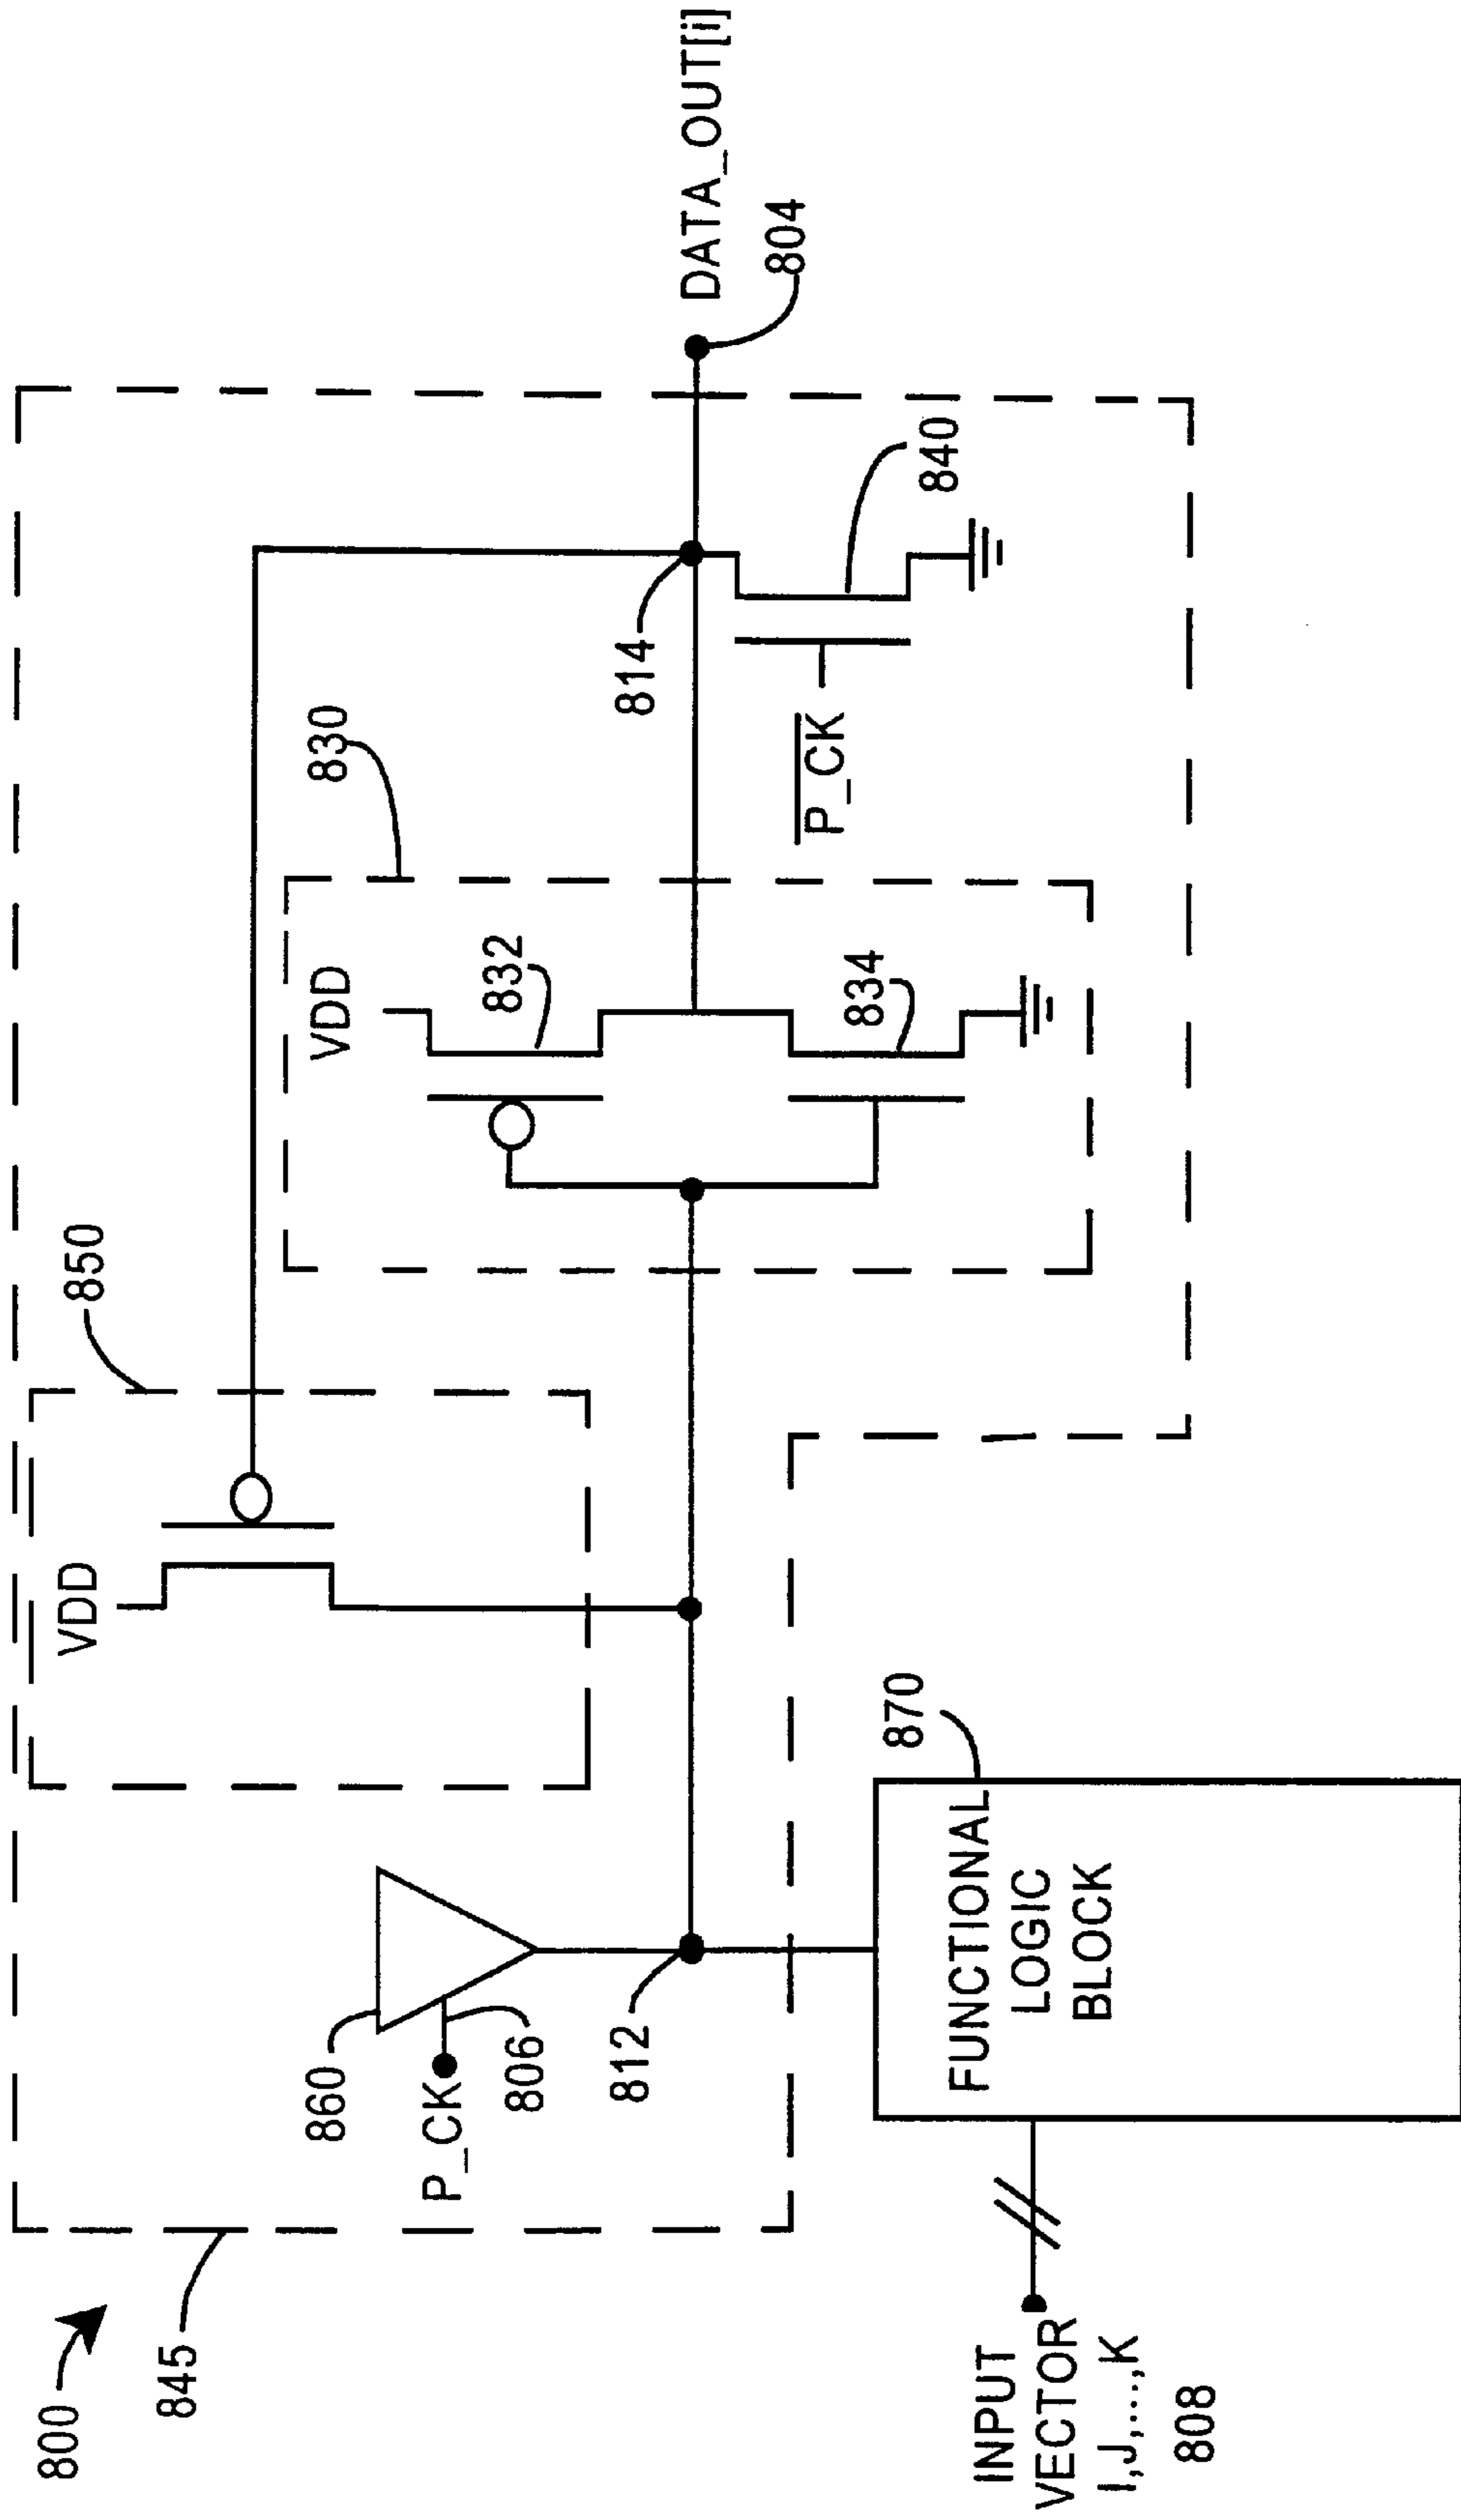 800
845
VDD
850
860
P_CK
806
812
VDD
830
832
834
814
P_CK
840
DATA_OUT[i]
804
870
FUNCTIONAL
LOGIC
BLOCK
INPUT
VECTOR
I,J,...,K
808